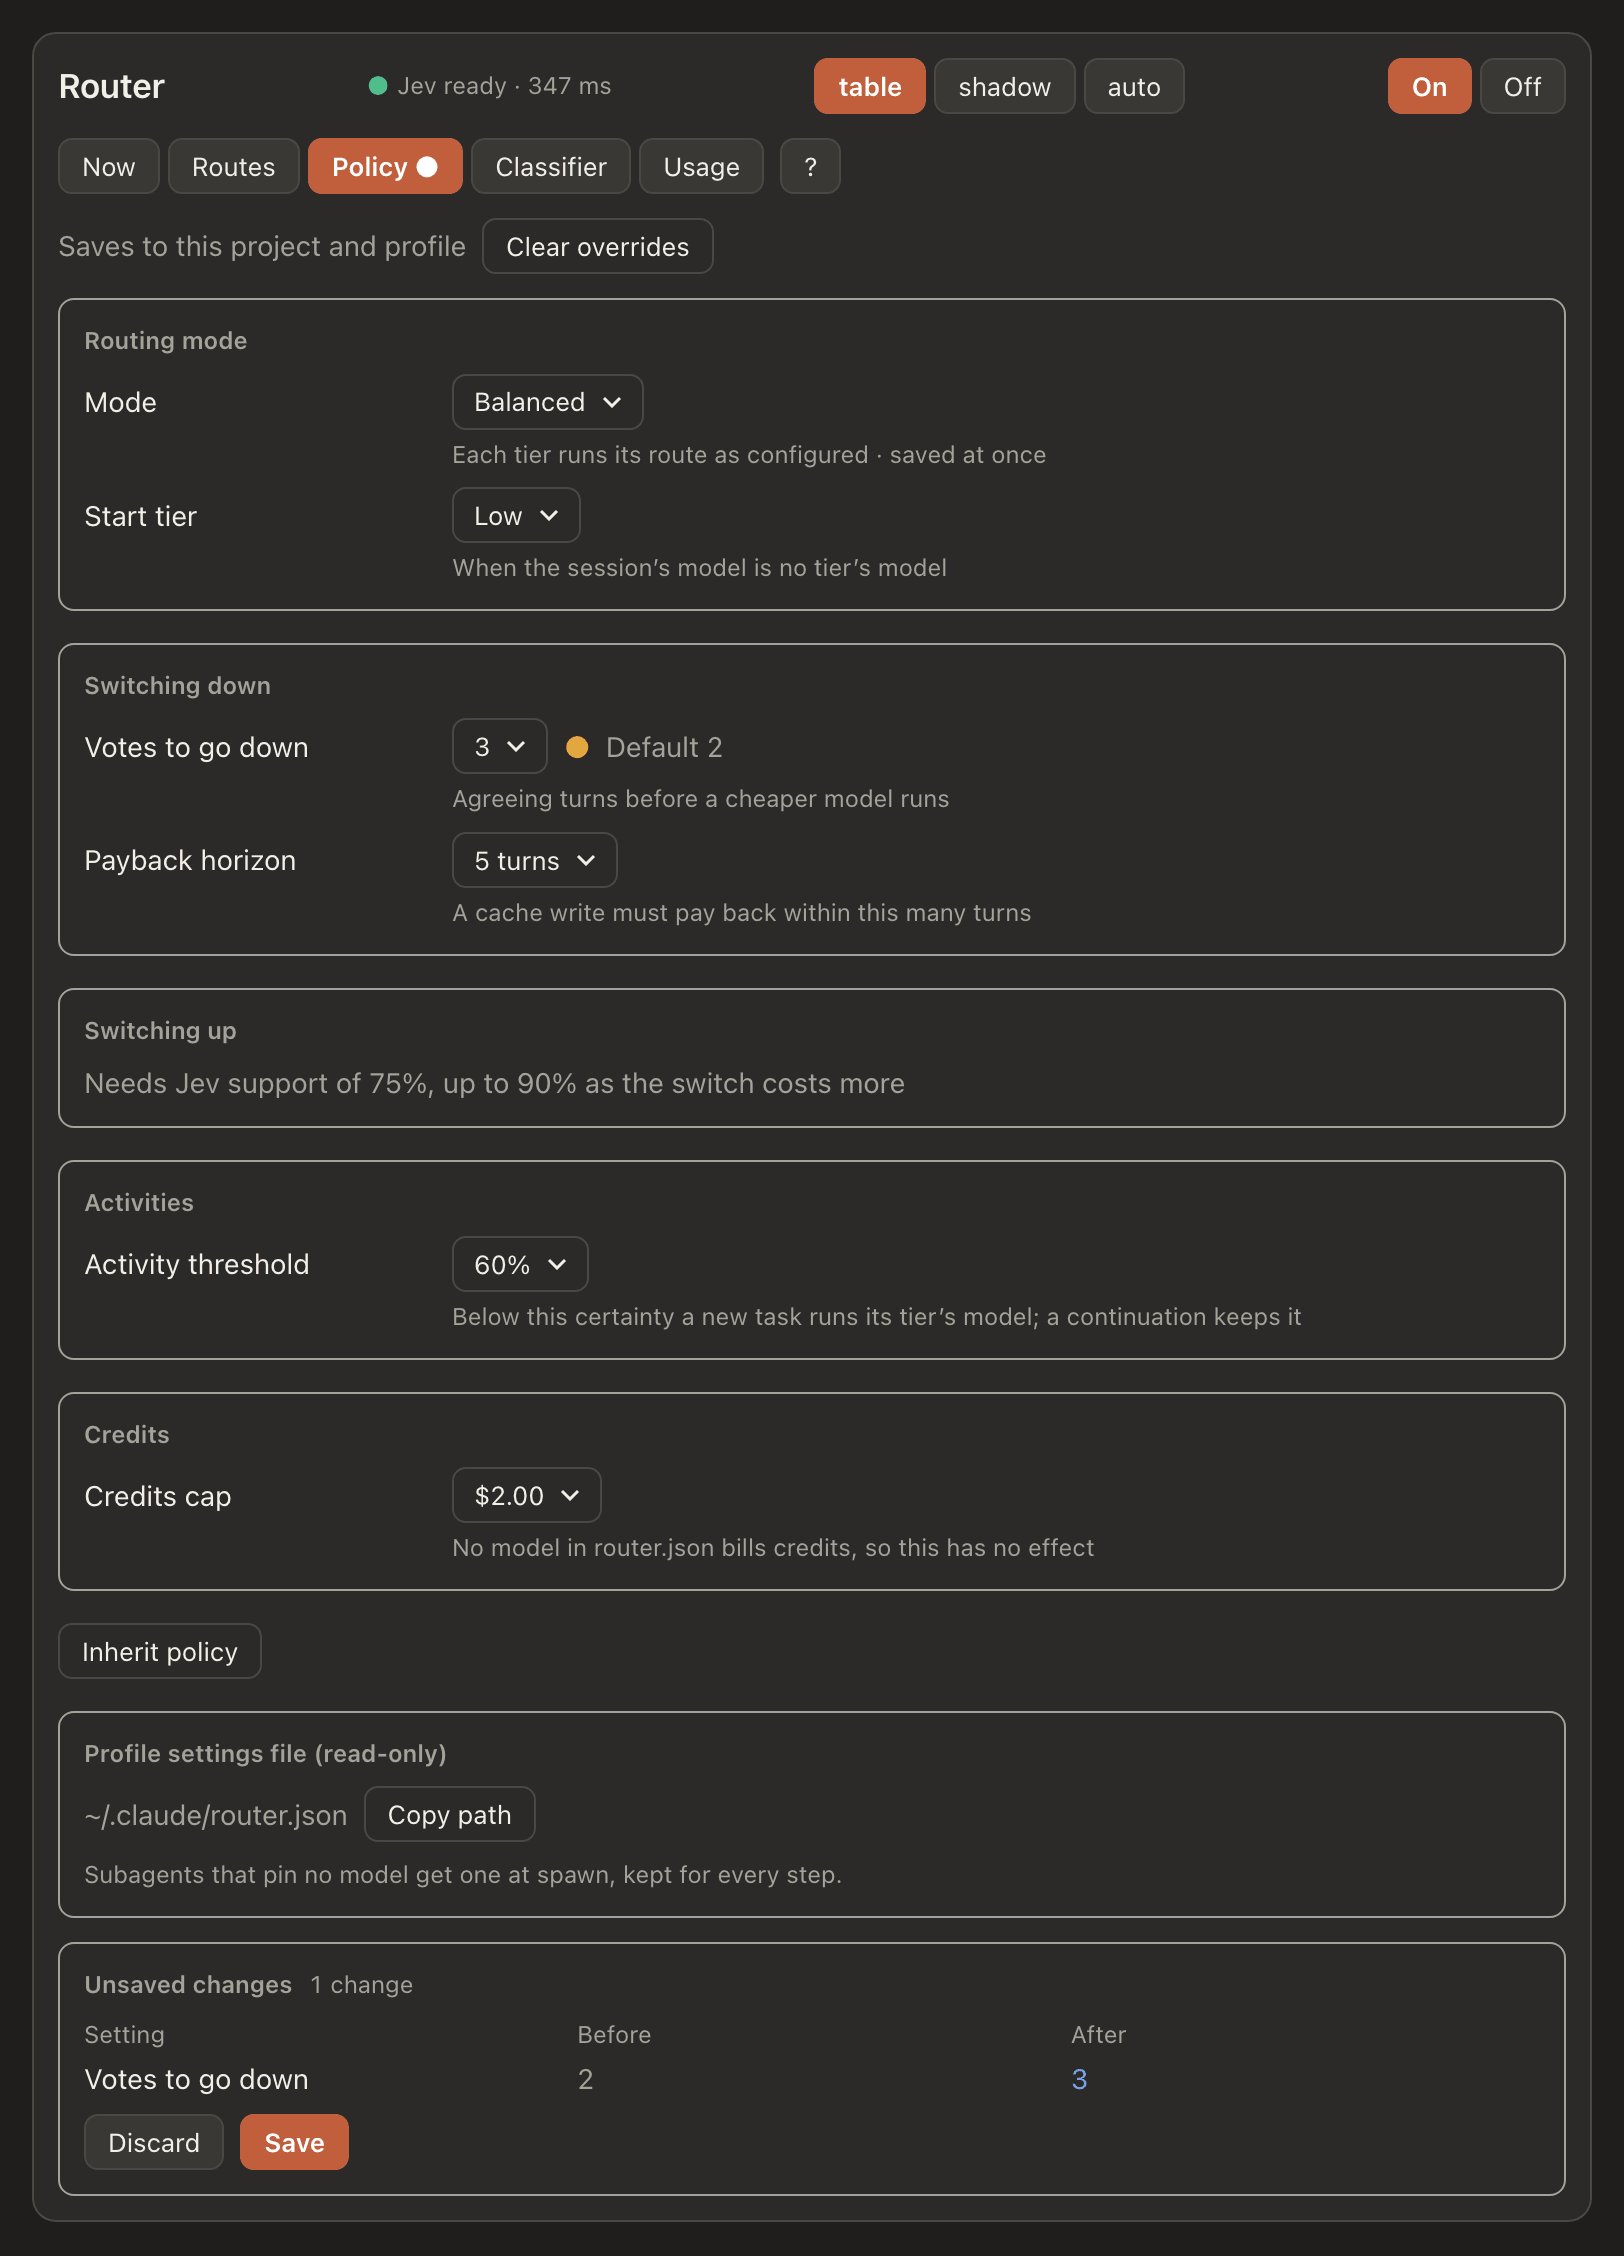 Router
Jev ready · 347 ms
table
shadow
auto
On
Off
Now
Routes
Policy
Classifier
Usage
?
Saves to this project and profile
Clear overrides
Routing mode
Mode
Balanced
Each tier runs its route as configured · saved at once
Start tier
Low
When the session’s model is no tier’s model
Switching down
Votes to go down
3
Default 2
Agreeing turns before a cheaper model runs
Payback horizon
5 turns
A cache write must pay back within this many turns
Switching up
Needs Jev support of 75%, up to 90% as the switch costs more
Activities
Activity threshold
60%
Below this certainty a new task runs its tier’s model; a continuation keeps it
Credits
Credits cap
$2.00
No model in router.json bills credits, so this has no effect
Inherit policy
Profile settings file (read-only)
~/.claude/router.json
Copy path
Subagents that pin no model get one at spawn, kept for every step.
Unsaved changes
1 change
Setting
Before
After
Votes to go down
2
3
Discard
Save